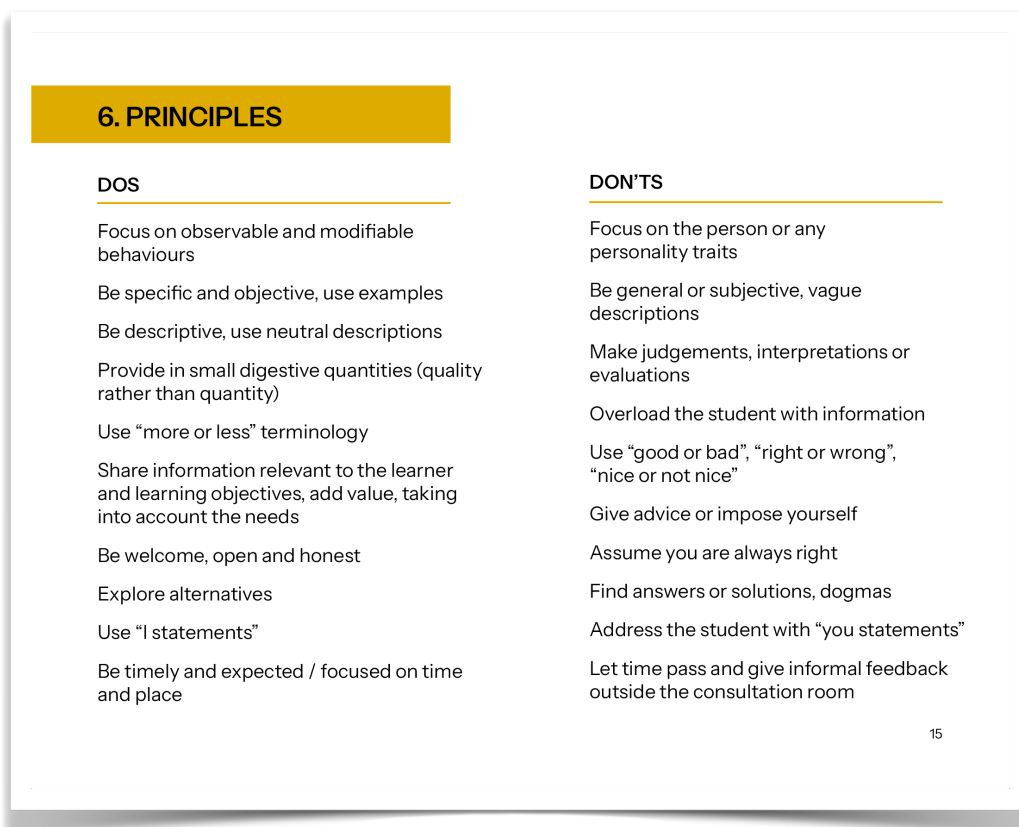 6. PRINCIPLES
DOS
Focus on observable and modifiable
behaviours
Be specific and objective, use examples
Be descriptive, use neutral descriptions
Provide in small digestive quantities (quality
rather than quantity)
Use “more or less” terminology
Share information relevant to the learner
and learning objectives, add value, taking
into account the needs
Be welcome, open and honest
Explore alternatives
Use “I statements”
Be timely and expected / focused on time
and place
DON’TS
Focus on the person or any
personality traits
Be general or subjective, vague
descriptions
Make judgements, interpretations or
evaluations
Overload the student with information
Use “good or bad”, “right or wrong”,
“nice or not nice”
Give advice or impose yourself
Assume you are always right
Find answers or solutions, dogmas
Address the student with “you statements”
Let time pass and give informal feedback
outside the consultation room
15